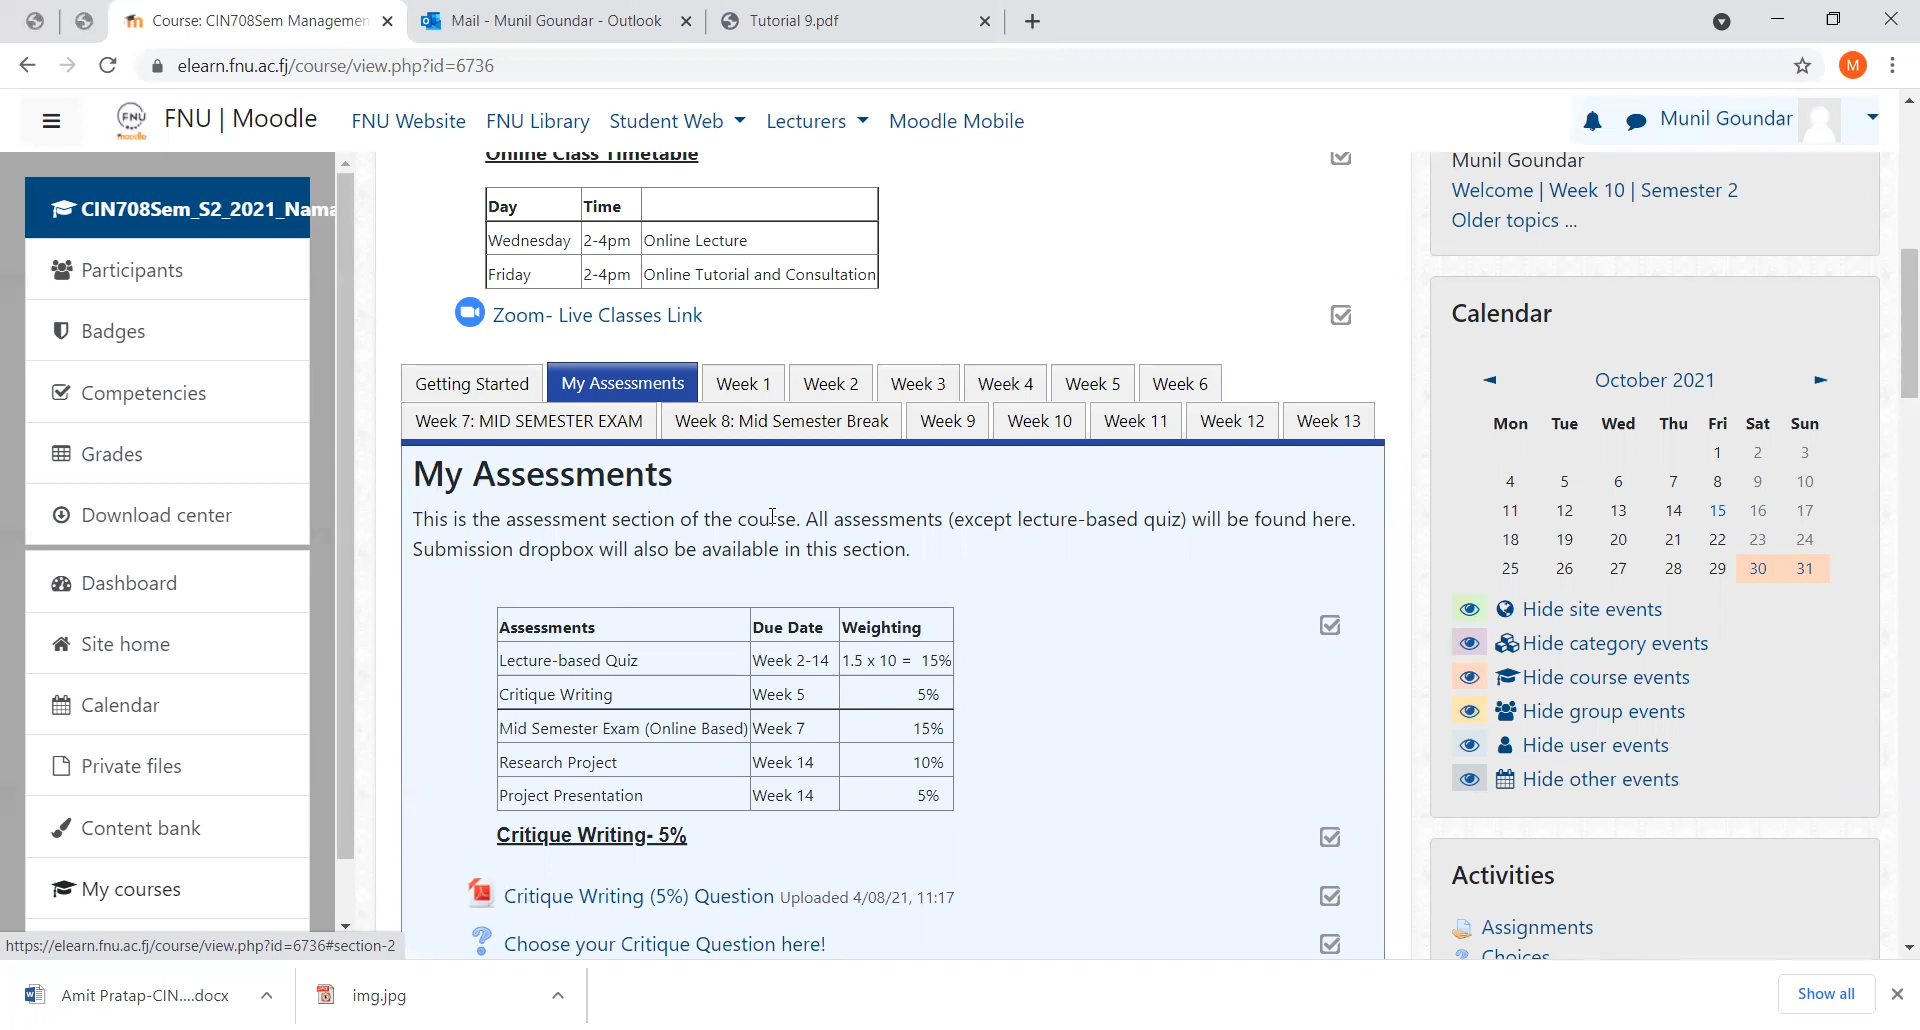 Course: CIN708Sem Managemen
Mail - Munil Goundar - Outlook
Tutorial 9.pdf
elearn.fnu.ac.fj/course/view.php?id=6736
M
FNU
moodle
FNU | Moodle
FNU Website
FNU Library
Student Web
Lecturers
Moodle Mobile
Munil Goundar
CIN708Sem_S2_2021_Nama
Participants
Badges
Competencies
Grades
Download center
Dashboard
Site home
Calendar
Private files
Content bank
My courses
https://elearn.fnu.ac.fj/course/view.php?id=6736#section-2
Online Class Timetable
Day Time
Wednesday 2-4pm Online Lecture
Friday 2-4pm Online Tutorial and Consultation
Zoom- Live Classes Link
Getting Started My Assessments Week 1 Week 2 Week 3 Week 4 Week 5 Week 6
Week 7: MID SEMESTER EXAM Week 8: Mid Semester Break Week 9 Week 10 Week 11 Week 12 Week 13
My Assessments
This is the assessment section of the course. All assessments (except lecture-based quiz) will be found here.
Submission dropbox will also be available in this section.
Assessments Due Date Weighting
Lecture-based Quiz Week 2-14 1.5 x 10 = 15%
Critique Writing Week 5 5%
Mid Semester Exam (Online Based) Week 7 15%
Research Project Week 14 10%
Project Presentation Week 14 5%
Critique Writing- 5%
Critique Writing (5%) Question Uploaded 4/08/21, 11:17
Choose your Critique Question here!
Munil Goundar
Welcome | Week 10 | Semester 2
Older topics ...
Calendar
◄ October 2021 ►
Mon Tue Wed Thu Fri Sat Sun
1 2 3
4 5 6 7 8 9 10
11 12 13 14 15 16 17
18 19 20 21 22 23 24
25 26 27 28 29 30 31
Hide site events
Hide category events
Hide course events
Hide group events
Hide user events
Hide other events
Activities
Assignments
Choices
Amit Pratap-CIN....docx
img.jpg
Show all